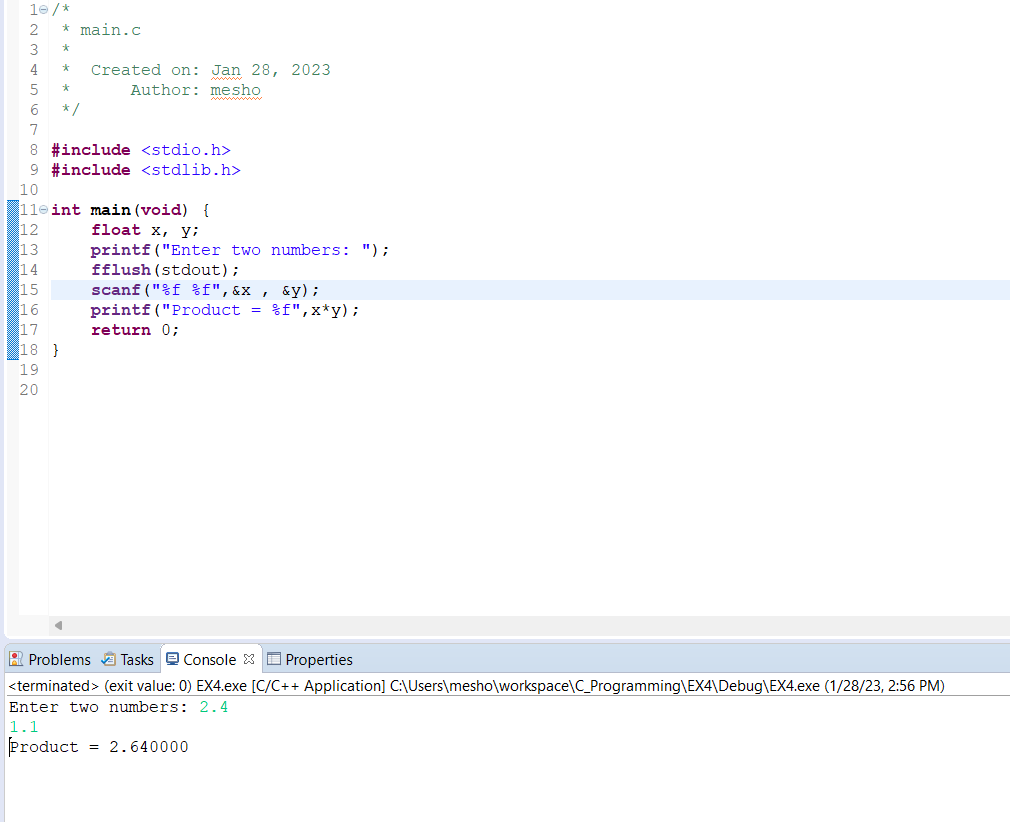 1 /*
2  * main.c
3  *
4  *  Created on: Jan 28, 2023
5  *      Author: mesho
6  */
7
8 #include <stdio.h>
9 #include <stdlib.h>
10
11 int main(void) {
12     float x, y;
13     printf("Enter two numbers: ");
14     fflush(stdout);
15     scanf("%f %f",&x , &y);
16     printf("Product = %f",x*y);
17     return 0;
18 }
19
20
Problems Tasks Console Properties
<terminated> (exit value: 0) EX4.exe [C/C++ Application] C:\Users\mesho\workspace\C_Programming\EX4\Debug\EX4.exe (1/28/23, 2:56 PM)
Enter two numbers: 2.4
1.1
Product = 2.640000